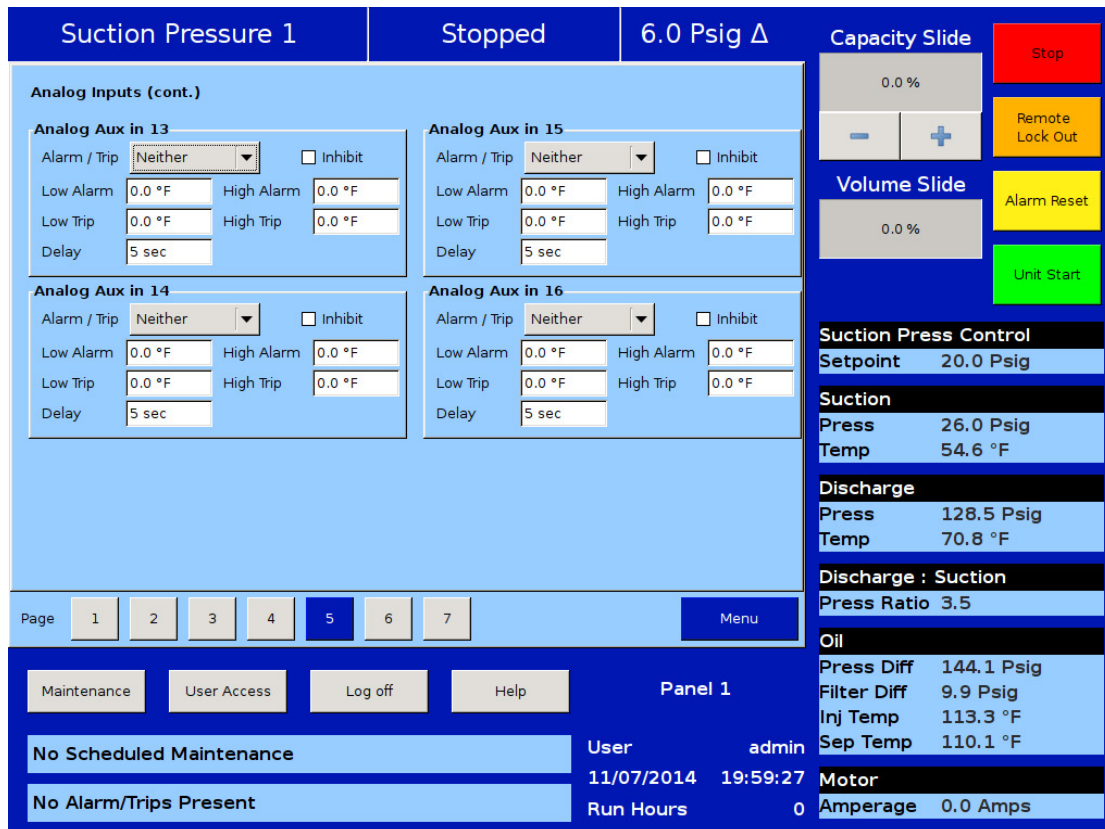 Suction Pressure 1 Stopped 6.0 Psig Δ
Analog Inputs (cont.)
Analog Aux in 13
Alarm / Trip Neither Inhibit
Low Alarm 0.0 °F High Alarm 0.0 °F
Low Trip 0.0 °F High Trip 0.0 °F
Delay 5 sec
Analog Aux in 15
Alarm / Trip Neither Inhibit
Low Alarm 0.0 °F High Alarm 0.0 °F
Low Trip 0.0 °F High Trip 0.0 °F
Delay 5 sec
Analog Aux in 14
Alarm / Trip Neither Inhibit
Low Alarm 0.0 °F High Alarm 0.0 °F
Low Trip 0.0 °F High Trip 0.0 °F
Delay 5 sec
Analog Aux in 16
Alarm / Trip Neither Inhibit
Low Alarm 0.0 °F High Alarm 0.0 °F
Low Trip 0.0 °F High Trip 0.0 °F
Delay 5 sec
Page 1 2 3 4 5 6 7 Menu
Maintenance User Access Log off Help
Panel 1
No Scheduled Maintenance
No Alarm/Trips Present
User admin
11/07/2014 19:59:27
Run Hours 0
Capacity Slide
0.0 %
Volume Slide
0.0 %
Stop
Remote
Lock Out
Alarm Reset
Unit Start
Suction Press Control
Setpoint 20.0 Psig
Suction
Press 26.0 Psig
Temp 54.6 °F
Discharge
Press 128.5 Psig
Temp 70.8 °F
Discharge : Suction
Press Ratio 3.5
Oil
Press Diff 144.1 Psig
Filter Diff 9.9 Psig
Inj Temp 113.3 °F
Sep Temp 110.1 °F
Motor
Amperage 0.0 Amps